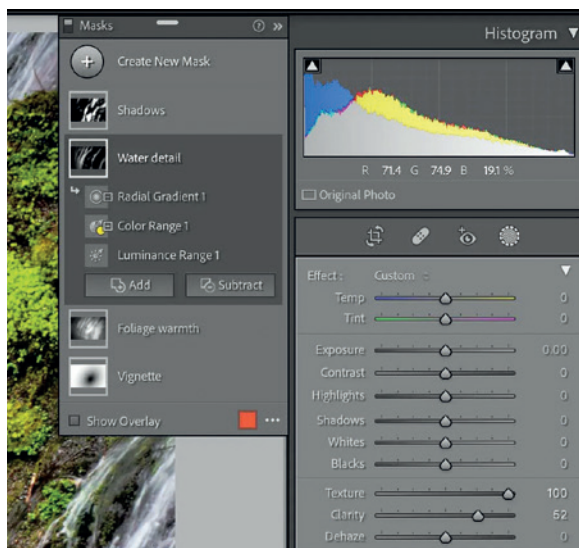 Masks
Create New Mask
Shadows
Water detail
Radial Gradient 1
Color Range 1
Luminance Range 1
Add Subtract
Foliage warmth
Vignette
Show Overlay
Histogram
R 71.4 G 74.9 B 19.1 %
Original Photo
Effect : Custom
Temp 0
Tint 0
Exposure 0.00
Contrast 0
Highlights 0
Shadows 0
Whites 0
Blacks 0
Texture 100
Clarity 52
Dehaze 0